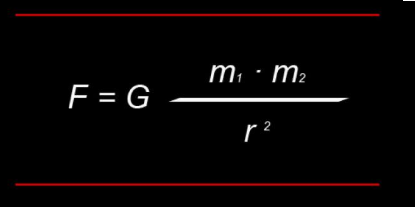 F = G m₁ · m₂
r ²